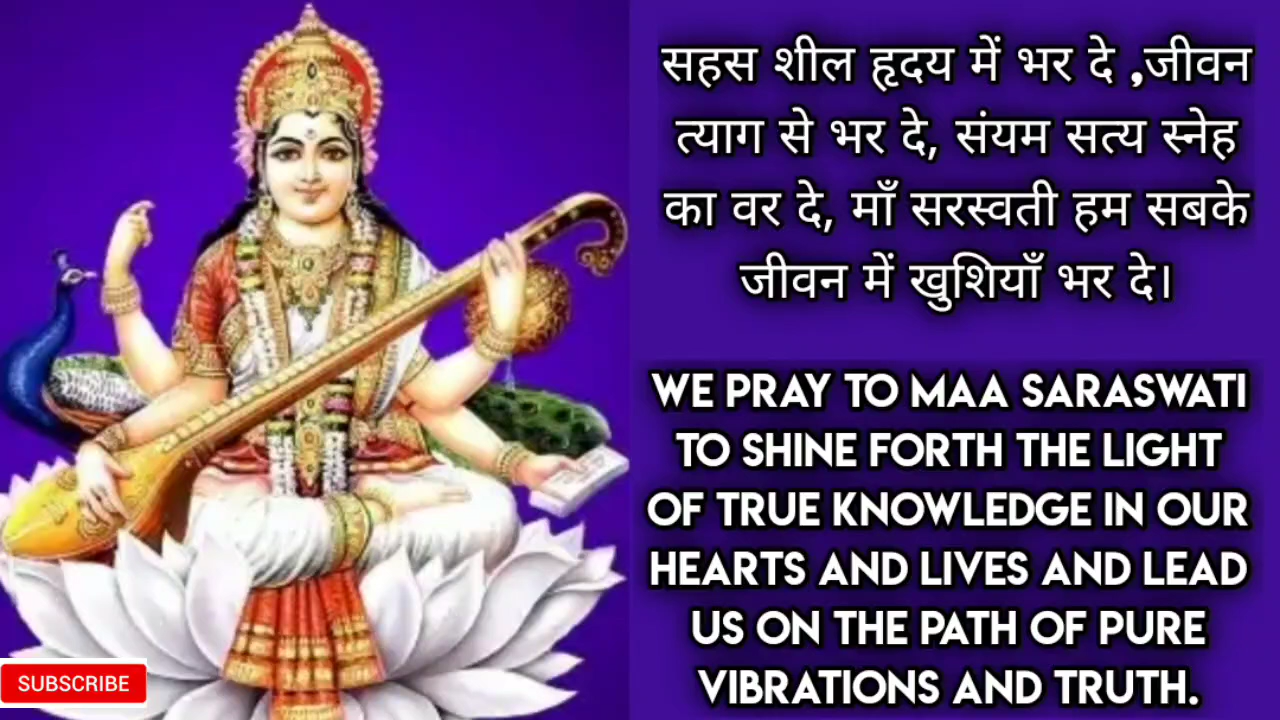 सहस शील हृदय में भर दे ,जीवन
त्याग से भर दे, संयम सत्य स्नेह
का वर दे, माँ सरस्वती हम सबके
जीवन में खुशियाँ भर दे।
WE PRAY TO MAA SARASWATI
TO SHINE FORTH THE LIGHT
OF TRUE KNOWLEDGE IN OUR
HEARTS AND LIVES AND LEAD
US ON THE PATH OF PURE
VIBRATIONS AND TRUTH.
SUBSCRIBE